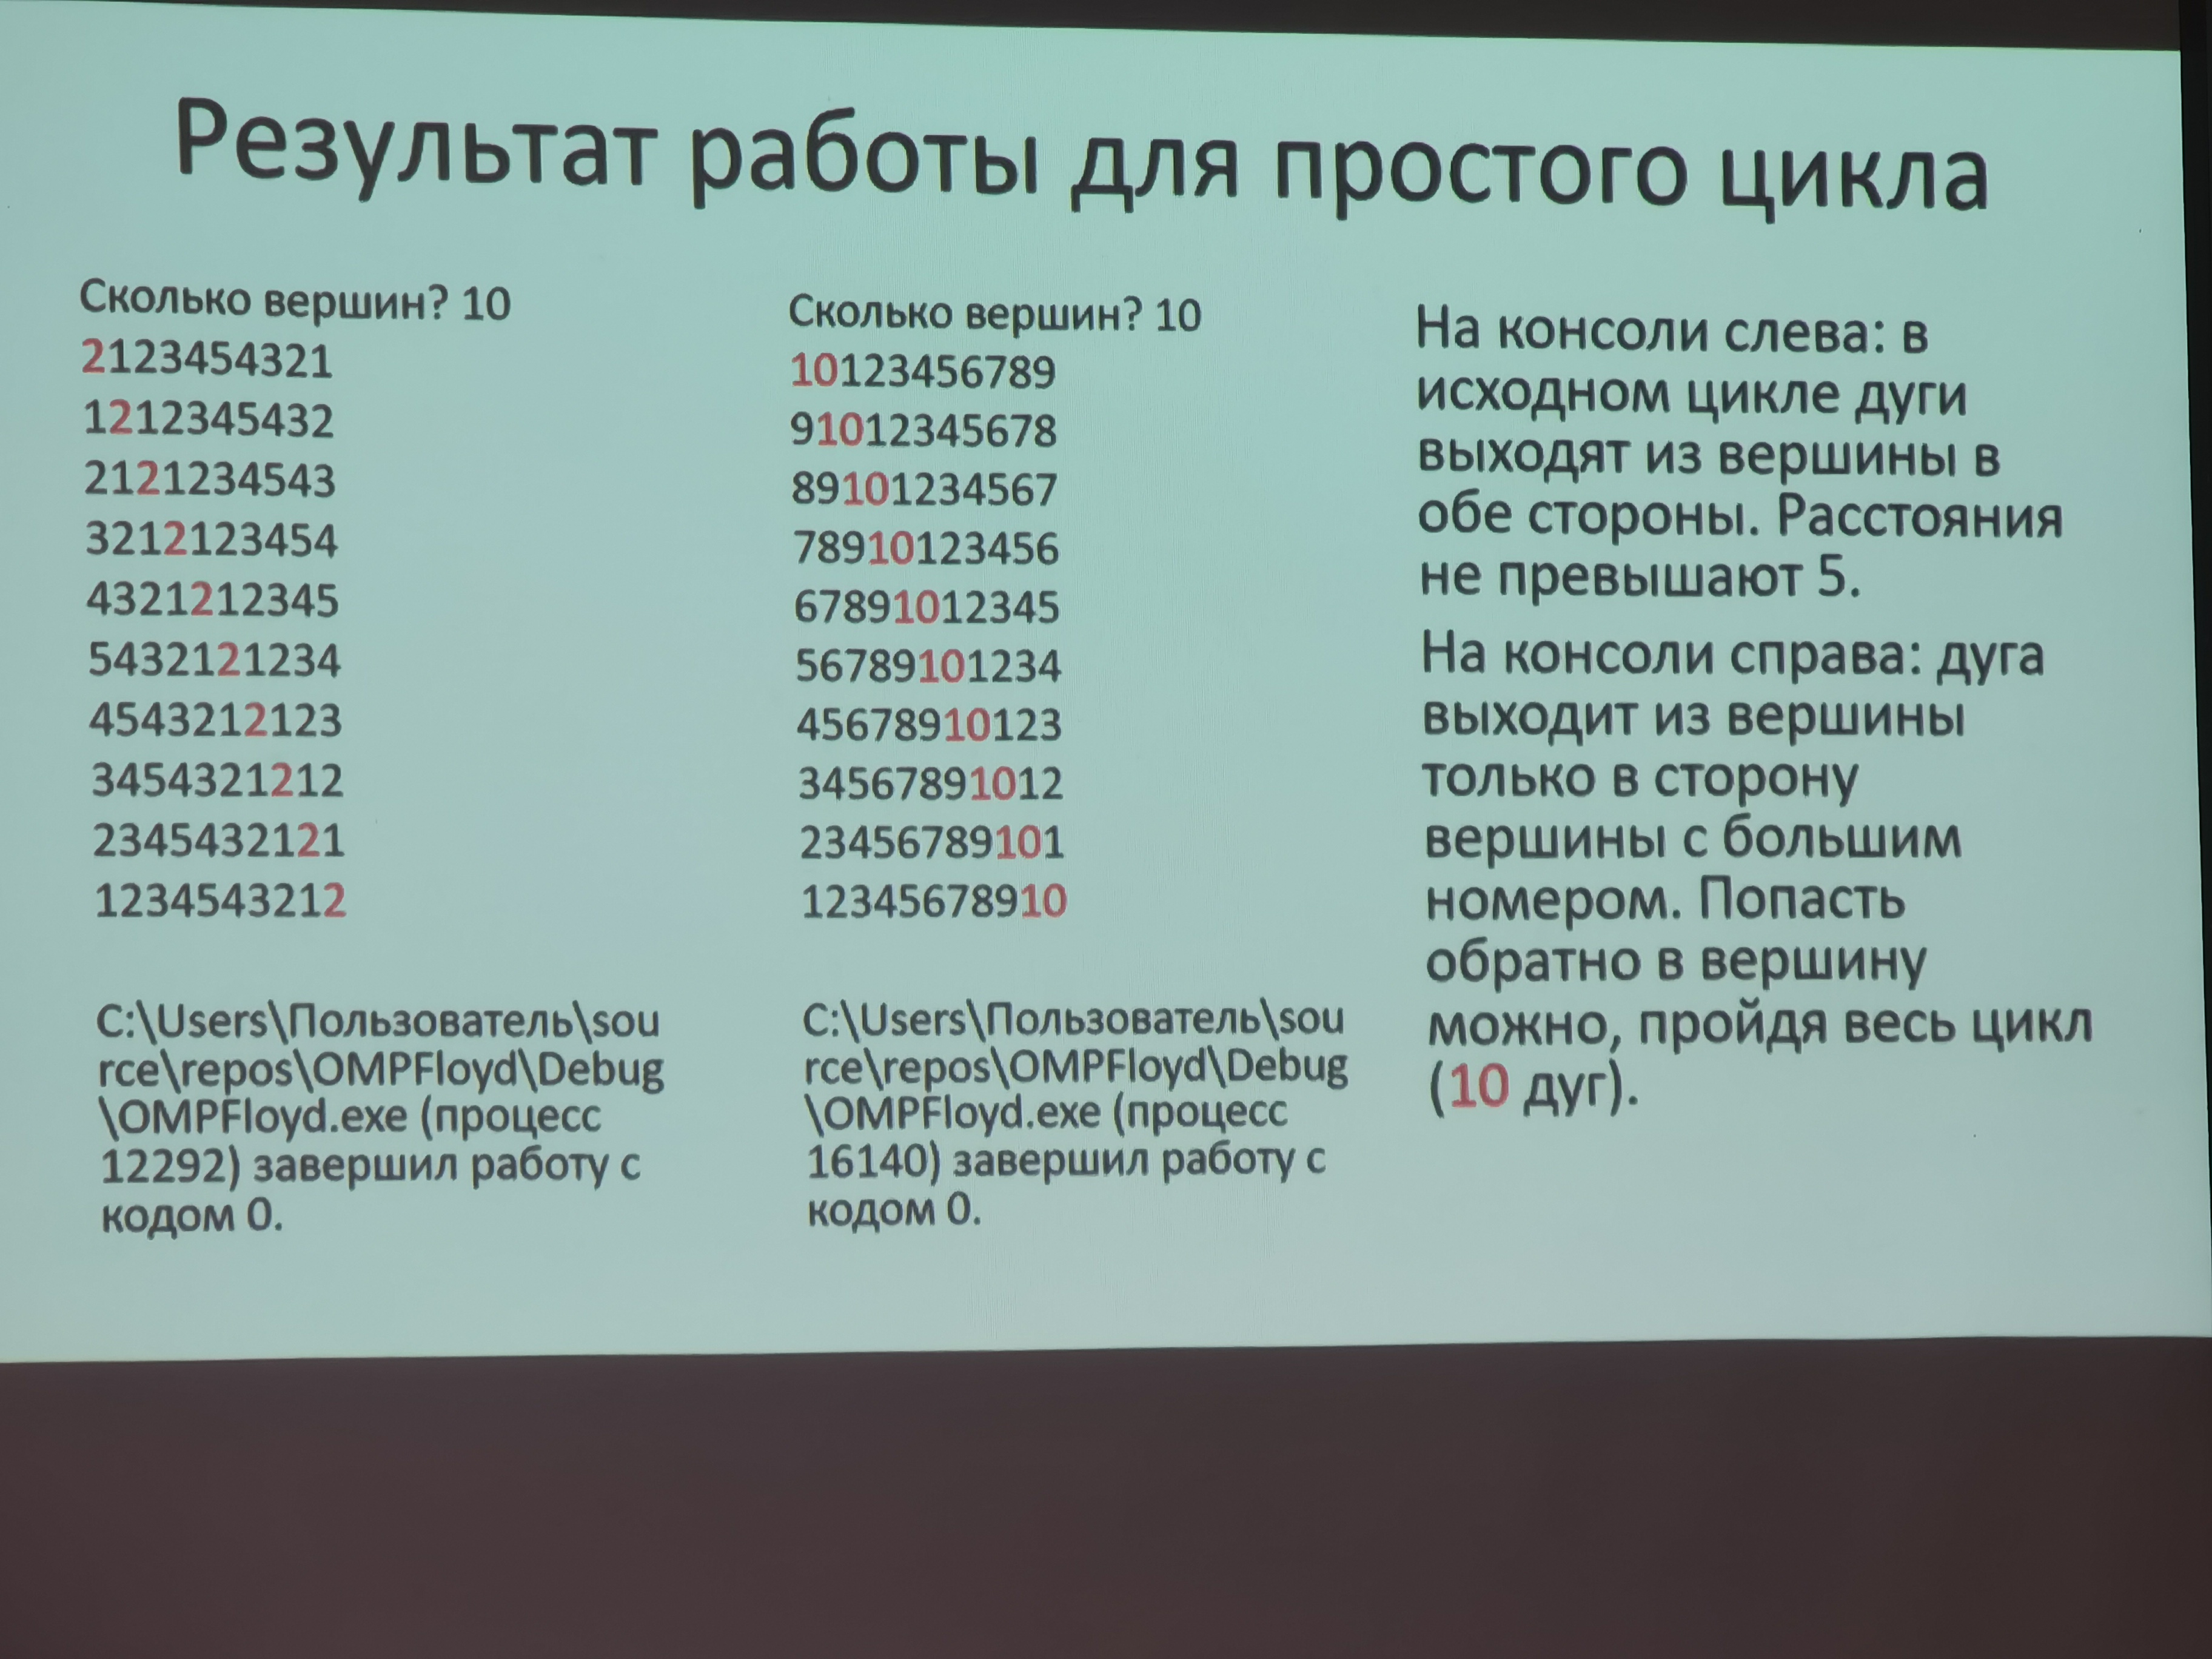 Результат работы для простого цикла
Сколько вершин? 10
2123454321
1212345432
2121234543
3212123454
4321212345
5432121234
4543212123
3454321212
2345432121
1234543212
C:\Users\Пользователь\sou
rce\repos\OMPFloyd\Debug
\OMPFloyd.exe (процесс
12292) завершил работу с
кодом 0.
Сколько вершин? 10
10123456789
91012345678
89101234567
78910123456
67891012345
56789101234
45678910123
34567891012
23456789101
12345678910
C:\Users\Пользователь\sou
rce\repos\OMPFloyd\Debug
\OMPFloyd.exe (процесс
16140) завершил работу с
кодом 0.
На консоли слева: в
исходном цикле дуги
выходят из вершины в
обе стороны. Расстояния
не превышают 5.
На консоли справа: дуга
выходит из вершины
только в сторону
вершины с большим
номером. Попасть
обратно в вершину
можно, пройдя весь цикл
(10 дуг).